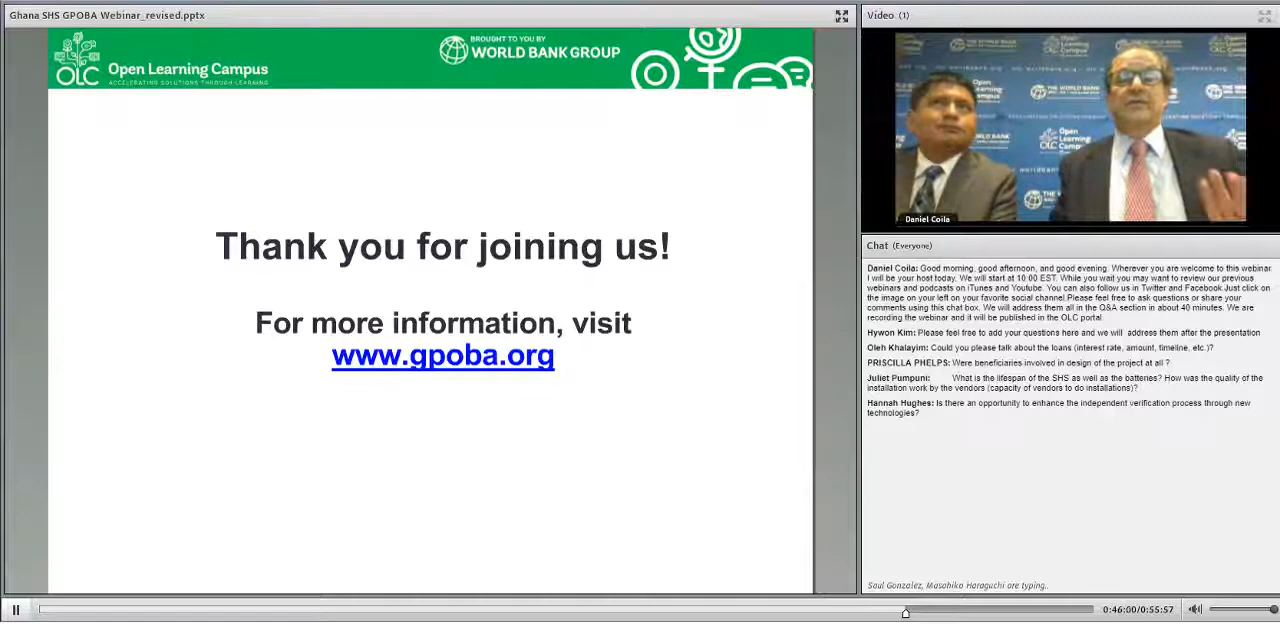 Ghana SHS GPOBA Webinar_revised.pptx
OLC
Open Learning Campus
ACCELERATING SOLUTIONS THROUGH LEARNING
BROUGHT TO YOU BY
WORLD BANK GROUP
Thank you for joining us!
For more information, visit
www.gpoba.org
Video (1)
Open
Learning
Campus
THE WORLD BANK
Open
Learning
Campus
OLC
Daniel Coila
Chat (Everyone)
Daniel Coila: Good morning, good afternoon, and good evening. Wherever you are welcome to this webinar.
I will be your host today. We will start at 10:00 EST. While you wait you may want to review our previous
webinars and podcasts on iTunes and Youtube. You can also follow us in Twitter and Facebook.Just click on
the image on your left on your favorite social channel.Please feel free to ask questions or share your
comments using this chat box. We will address them all in the Q&A section in about 40 minutes. We are
recording the webinar and it will be published in the OLC portal.
Hywon Kim: Please feel free to add your questions here and we will address them after the presentation
Oleh Khalayim: Could you please talk about the loans (interest rate, amount, timeline, etc.)?
PRISCILLA PHELPS: Were beneficiaries involved in design of the project at all ?
Juliet Pumpuni: What is the lifespan of the SHS as well as the batteries? How was the quality of the
installation work by the vendors (capacity of vendors to do installations)?
Hannah Hughes: Is there an opportunity to enhance the independent verification process through new
technologies?
Saul Gonzalez, Masahiko Haraguchi are typing..
0:46:00/0:55:57